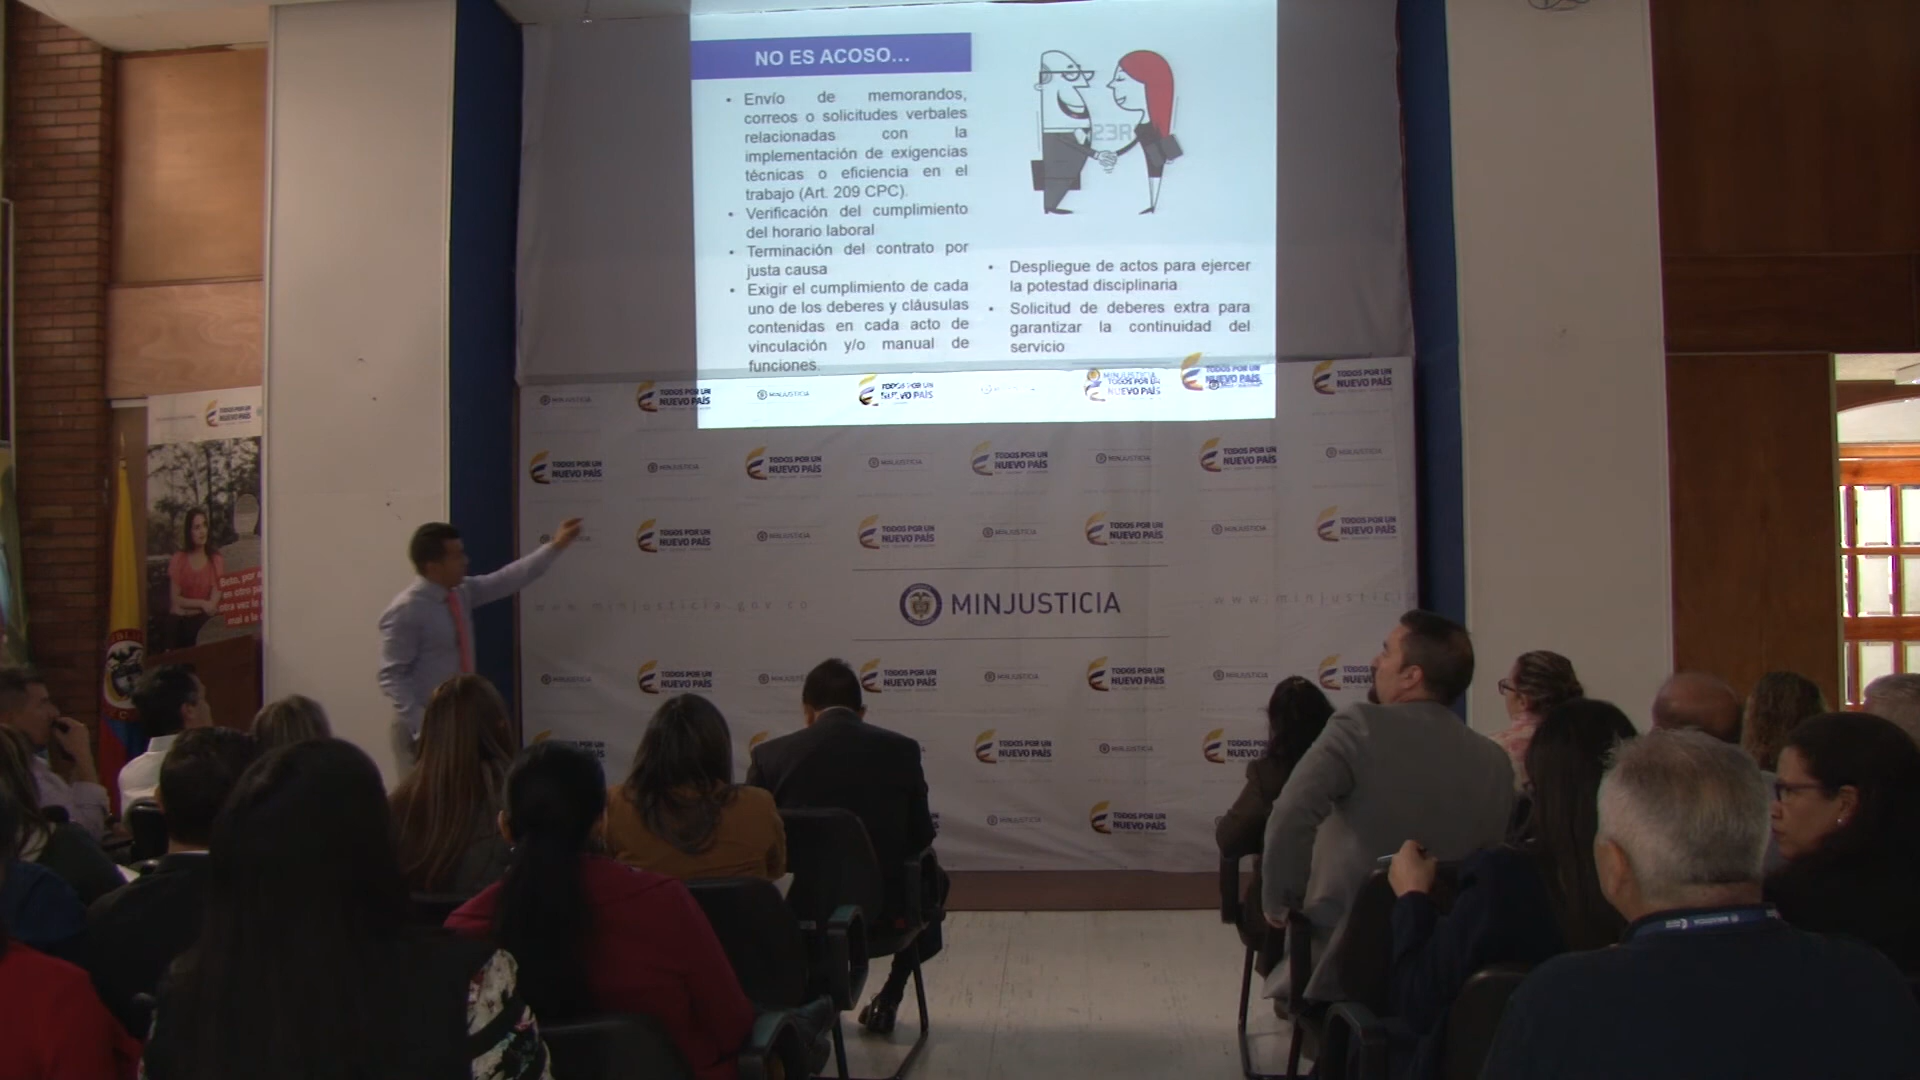 NO ES ACOSO...
• Envío de memorandos,
correos o solicitudes verbales
relacionadas con la
implementación de exigencias
técnicas o eficiencia en el
trabajo (Art. 209 CPC).
• Verificación del cumplimiento
del horario laboral
• Terminación del contrato por
justa causa
• Exigir el cumplimiento de cada
uno de los deberes y cláusulas
contenidas en cada acto de
vinculación y/o manual de
funciones.
• Despliegue de actos para ejercer
la potestad disciplinaria
• Solicitud de deberes extra para
garantizar la continuidad del
servicio
TODOS POR UN
NUEVO PAÍS
MINJUSTICIA
www.minjusticia.gov.co
MINJUSTICIA
www.minjusticia